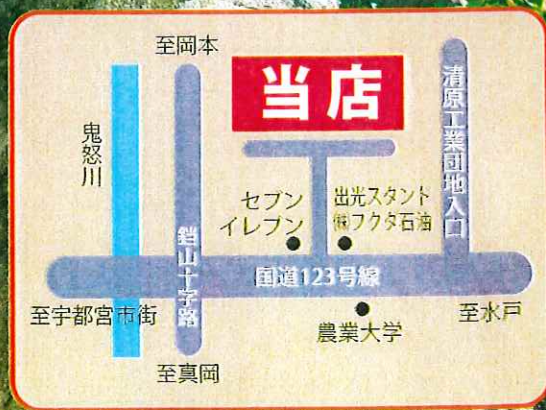 至岡本
当店
清原工業団地入口
鬼怒川
セブン
イレブン
出光スタント
㈱フクタ石油
鐺山十字路
国道123号線
至宇都宮市街
農業大学
至水戸
至真岡